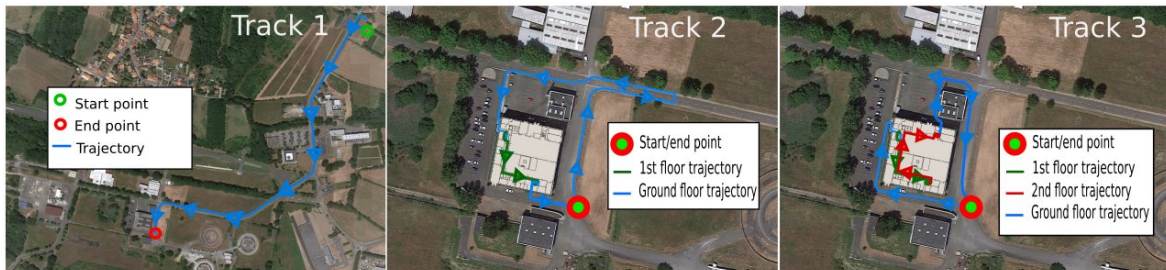 Track 1
Start point
End point
Trajectory
Track 2
Start/end point
1st floor trajectory
Ground floor trajectory
Track 3
Start/end point
1st floor trajectory
2nd floor trajectory
Ground floor trajectory